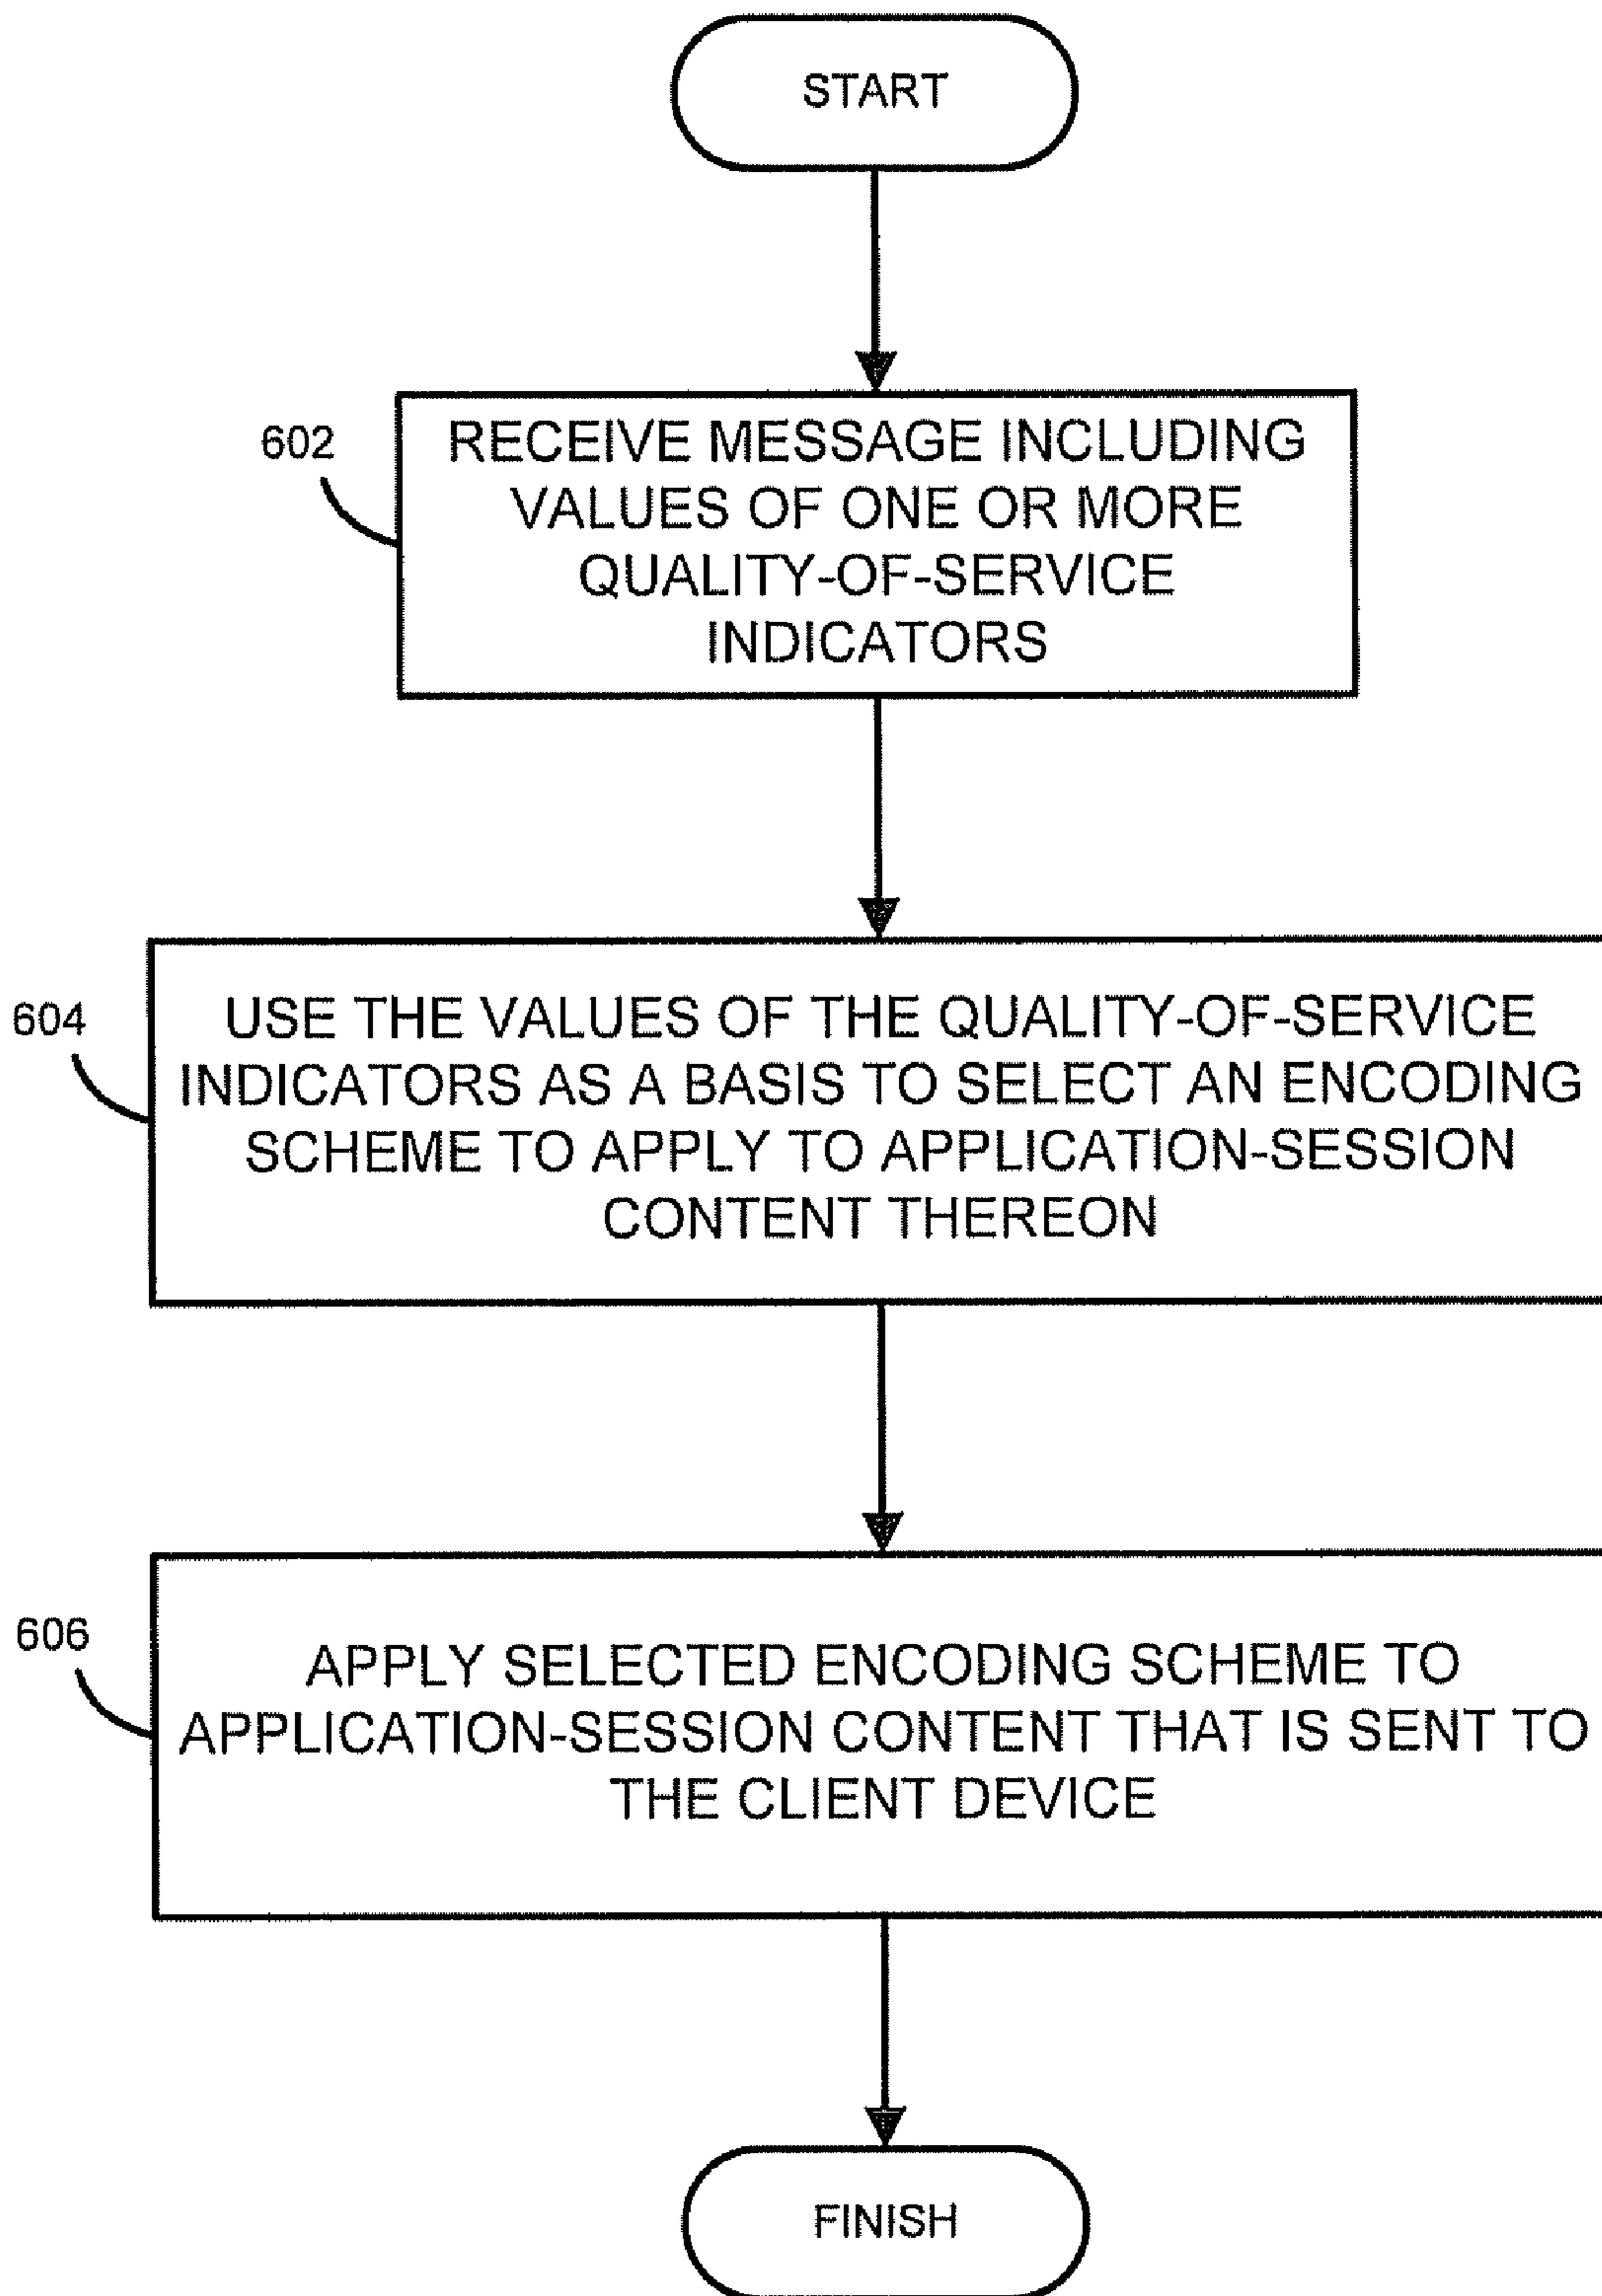 START
602
RECEIVE MESSAGE INCLUDING
VALUES OF ONE OR MORE
QUALITY-OF-SERVICE
INDICATORS
604
USE THE VALUES OF THE QUALITY-OF-SERVICE
INDICATORS AS A BASIS TO SELECT AN ENCODING
SCHEME TO APPLY TO APPLICATION-SESSION
CONTENT THEREON
606
APPLY SELECTED ENCODING SCHEME TO
APPLICATION-SESSION CONTENT THAT IS SENT TO
THE CLIENT DEVICE
FINISH